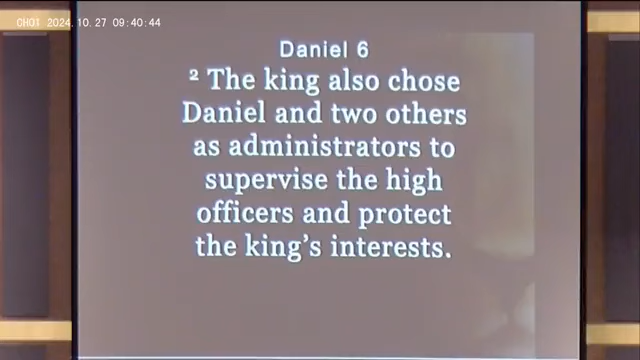 CH01 2024.10.27 09:40:44
Daniel 6
² The king also chose
Daniel and two others
as administrators to
supervise the high
officers and protect
the king’s interests.